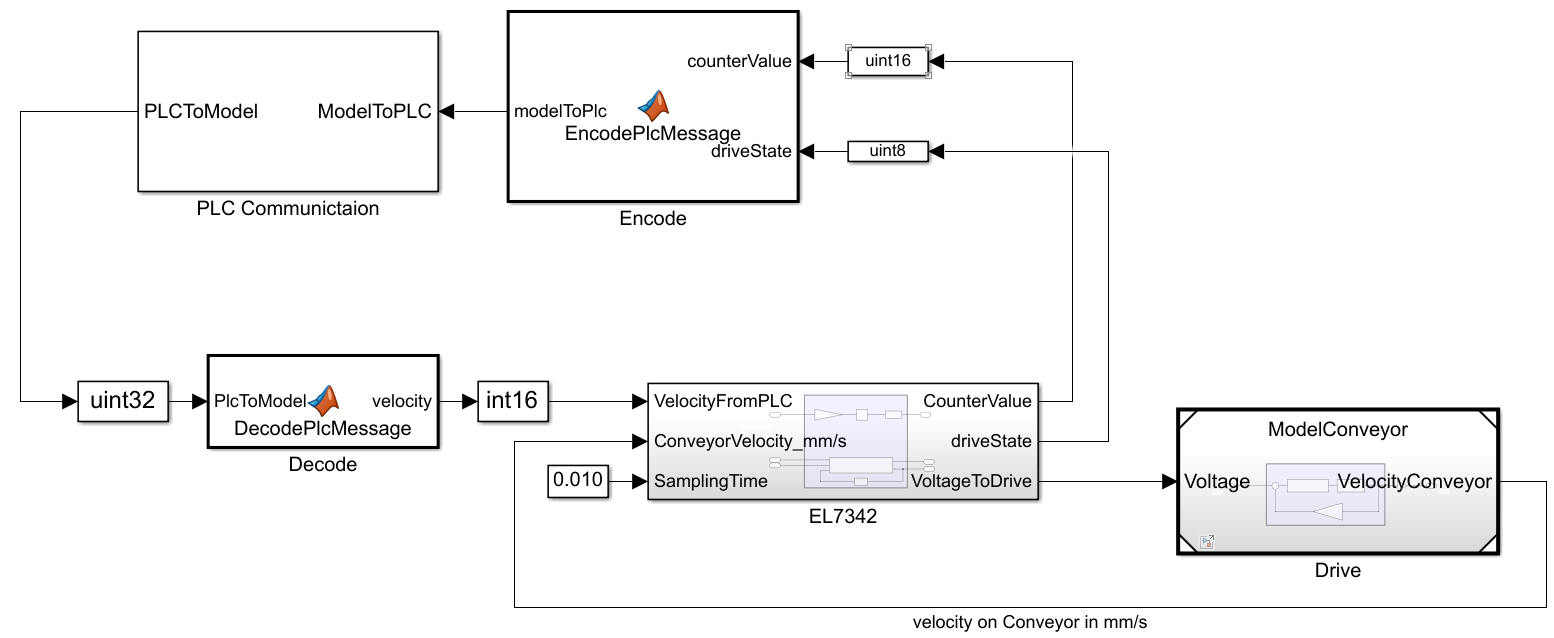 counterValue
uint16
PLCToModel
ModelToPLC
modelToPlc
EncodePlcMessage
driveState
uint8
PLC Communictaion
Encode
uint32
PlcToModel
velocity
DecodePlcMessage
Decode
int16
VelocityFromPLC
CounterValue
ConveyorVelocity_mm/s
driveState
0.010
SamplingTime
VoltageToDrive
EL7342
ModelConveyor
Voltage
VelocityConveyor
Drive
velocity on Conveyor in mm/s